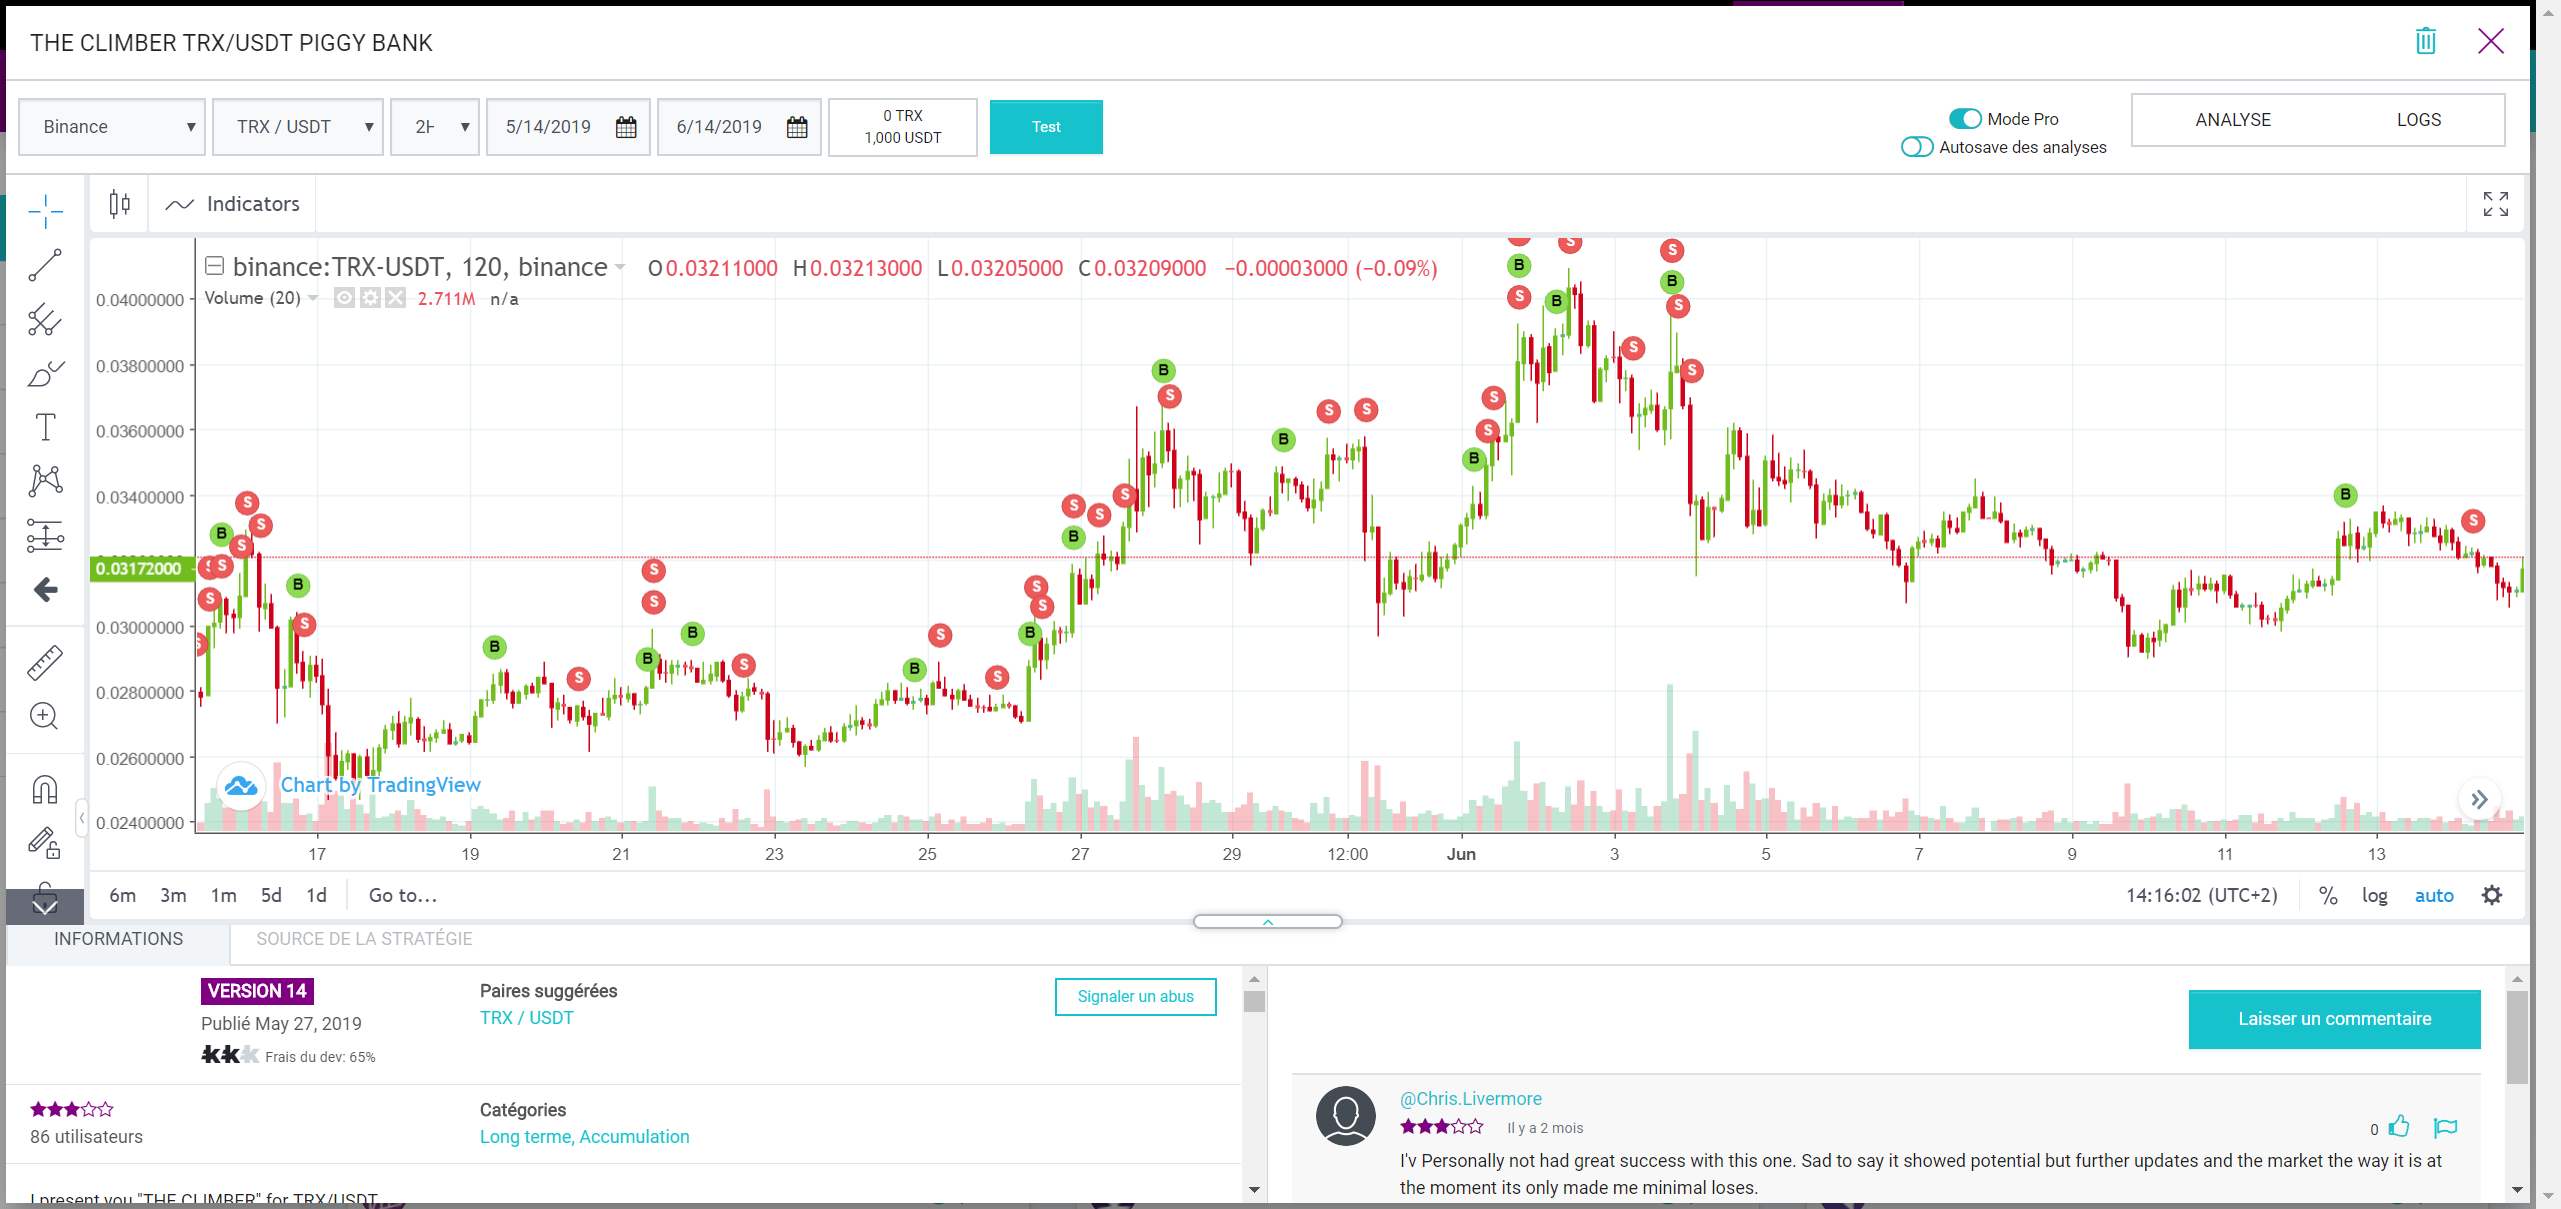 THE CLIMBER TRX/USDT PIGGY BANK
Binance
TRX / USDT
2H
5/14/2019
6/14/2019
0 TRX
1,000 USDT
Test
Mode Pro
Autosave des analyses
ANALYSE
LOGS
Indicators
binance:TRX-USDT, 120, binance O 0.03211000 H 0.03213000 L 0.03205000 C 0.03209000 −0.00003000 (−0.09%)
Volume (20) 2.711M n/a
0.04000000
0.03800000
0.03600000
0.03400000
0.03172000
0.03000000
0.02800000
0.02600000
0.02400000
Chart by TradingView
17 19 21 23 25 27 29 12:00 Jun 3 5 7 9 11 13
6m 3m 1m 5d 1d Go to... 14:16:02 (UTC+2) % log auto
INFORMATIONS
SOURCE DE LA STRATÉGIE
VERSION 14
Publié May 27, 2019
Frais du dev: 65%
Paires suggérées
TRX / USDT
Signaler un abus
86 utilisateurs
Catégories
Long terme, Accumulation
I present you "THE CLIMBER" for TRX/USDT
Laisser un commentaire
@Chris.Livermore
Il y a 2 mois
0
I'v Personally not had great success with this one. Sad to say it showed potential but further updates and the market the way it is at
the moment its only made me minimal loses.